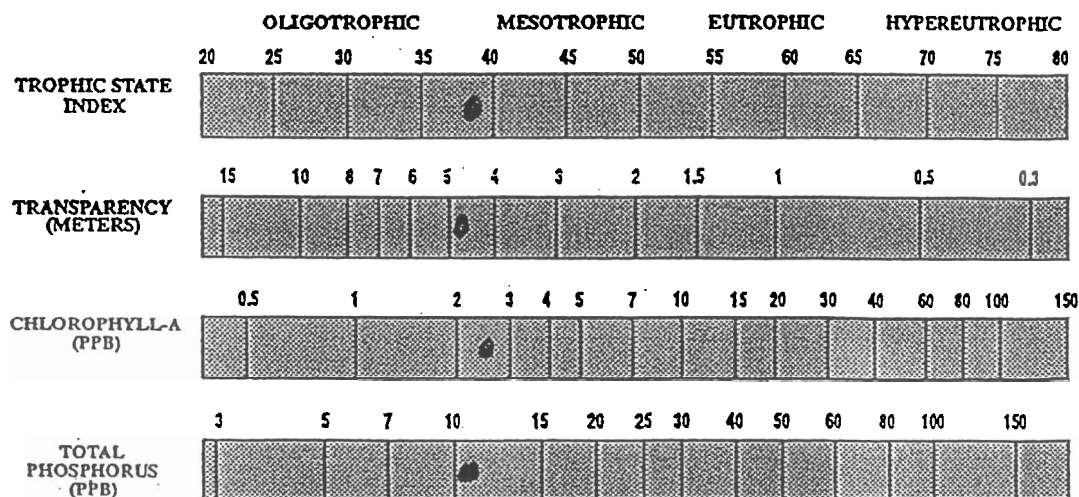 OLIGOTROPHIC MESOTROPHIC EUTROPHIC HYPEREUTROPHIC
20 25 30 35 40 45 50 55 60 65 70 75 80
TROPHIC STATE
INDEX
15 10 8 7 6 5 4 3 2 1.5 1 0.5 0.3
TRANSPARENCY
(METERS)
0.5 1 2 3 4 5 7 10 15 20 30 40 60 80 100 150
CHLOROPHYLL-A
(PPB)
3 5 7 10 15 20 25 30 40 50 60 80 100 150
TOTAL
PHOSPHORUS
(PPB)